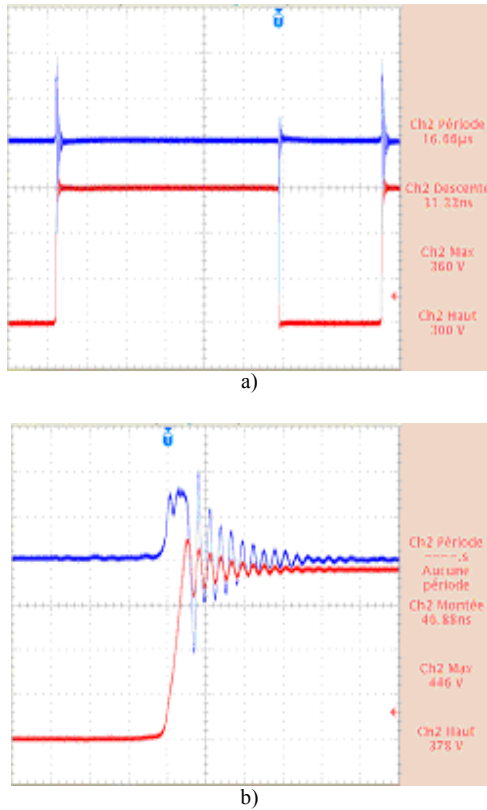 T
Ch2 Période
16.66µs
Ch2 Descente
11.22ns
Ch2 Max
360 V
Ch2 Haut
300 V
a)
T
Ch2 Période
----.s
Aucune
période
Ch2 Montée
46.88ns
Ch2 Max
446 V
Ch2 Haut
378 V
b)